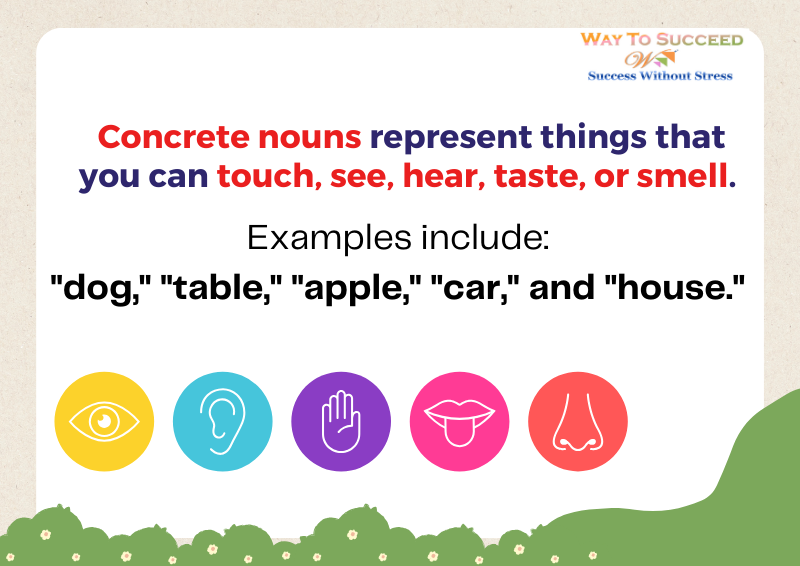 WAY TO SUCCEED
Success Without Stress
Concrete nouns represent things that
you can touch, see, hear, taste, or smell.
Examples include:
"dog," "table," "apple," "car," and "house."